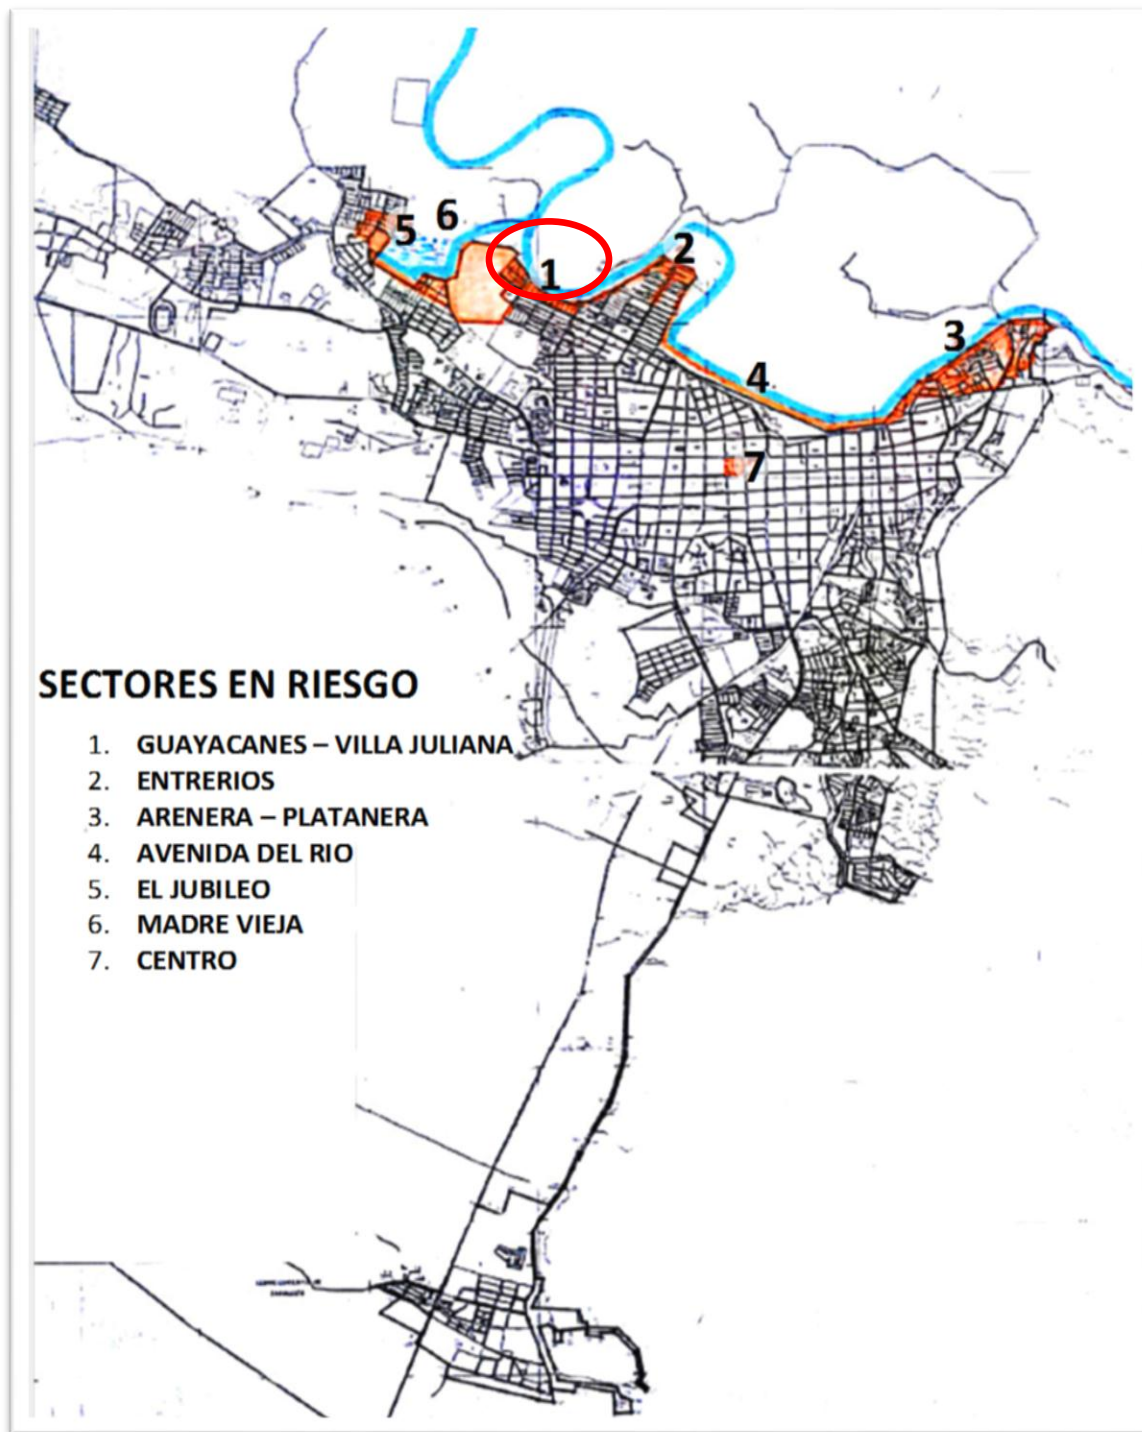 6
5
2
1
3
4
7
SECTORES EN RIESGO
1. GUAYACANES – VILLA JULIANA
2. ENTRERIOS
3. ARENERA – PLATANERA
4. AVENIDA DEL RIO
5. EL JUBILEO
6. MADRE VIEJA
7. CENTRO